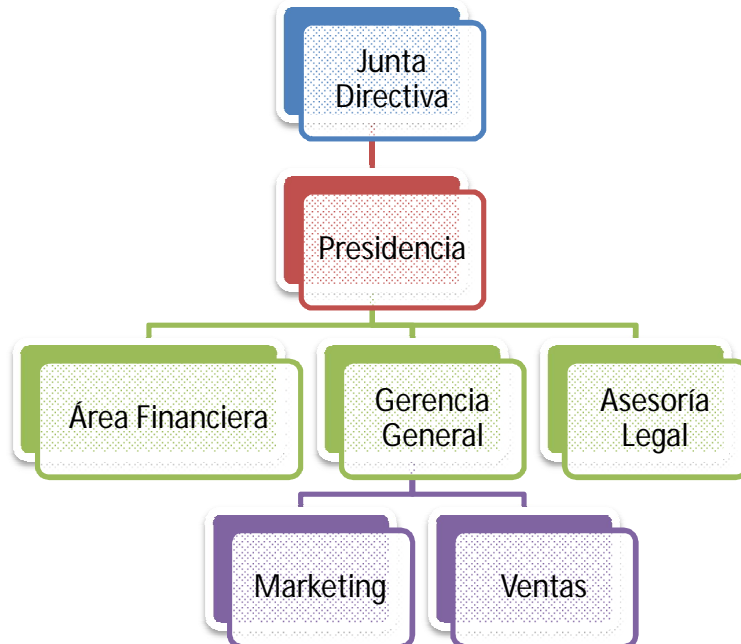 Junta
Directiva
Presidencia
Área Financiera
Gerencia
General
Asesoría
Legal
Marketing
Ventas